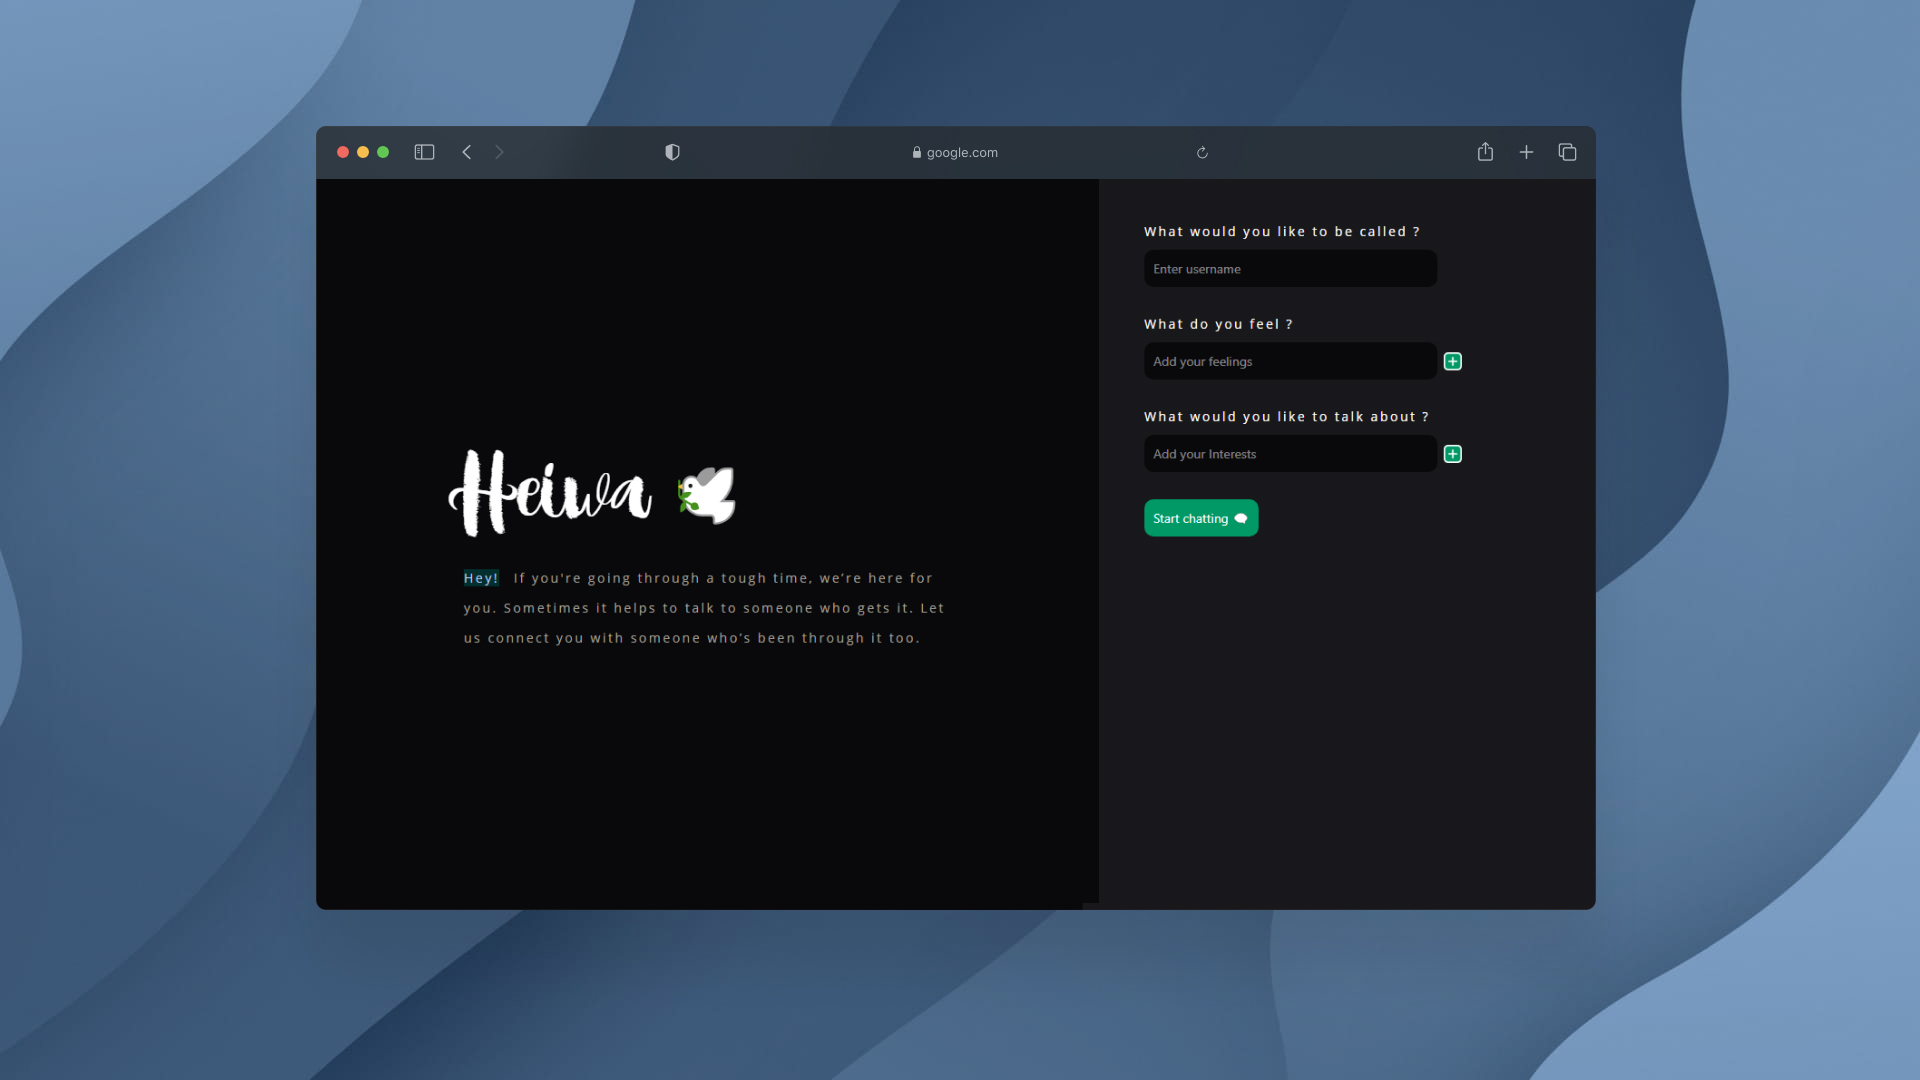 google.com
Heiwa
Hey! If you're going through a tough time, we're here for
you. Sometimes it helps to talk to someone who gets it. Let
us connect you with someone who's been through it too.
What would you like to be called ?
Enter username
What do you feel ?
Add your feelings
What would you like to talk about ?
Add your Interests
Start chatting